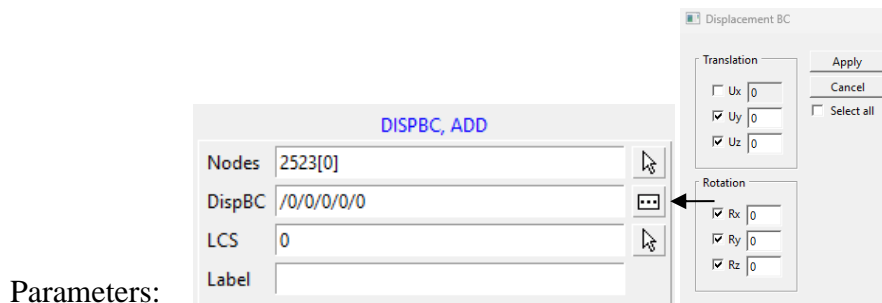 Displacement BC
Translation
Apply
Ux 0
Cancel
Uy 0
Select all
Uz 0
DISPBC, ADD
Nodes 2523[0]
DispBC /0/0/0/0/0
LCS 0
Label
Rotation
Rx 0
Ry 0
Rz 0
Parameters: